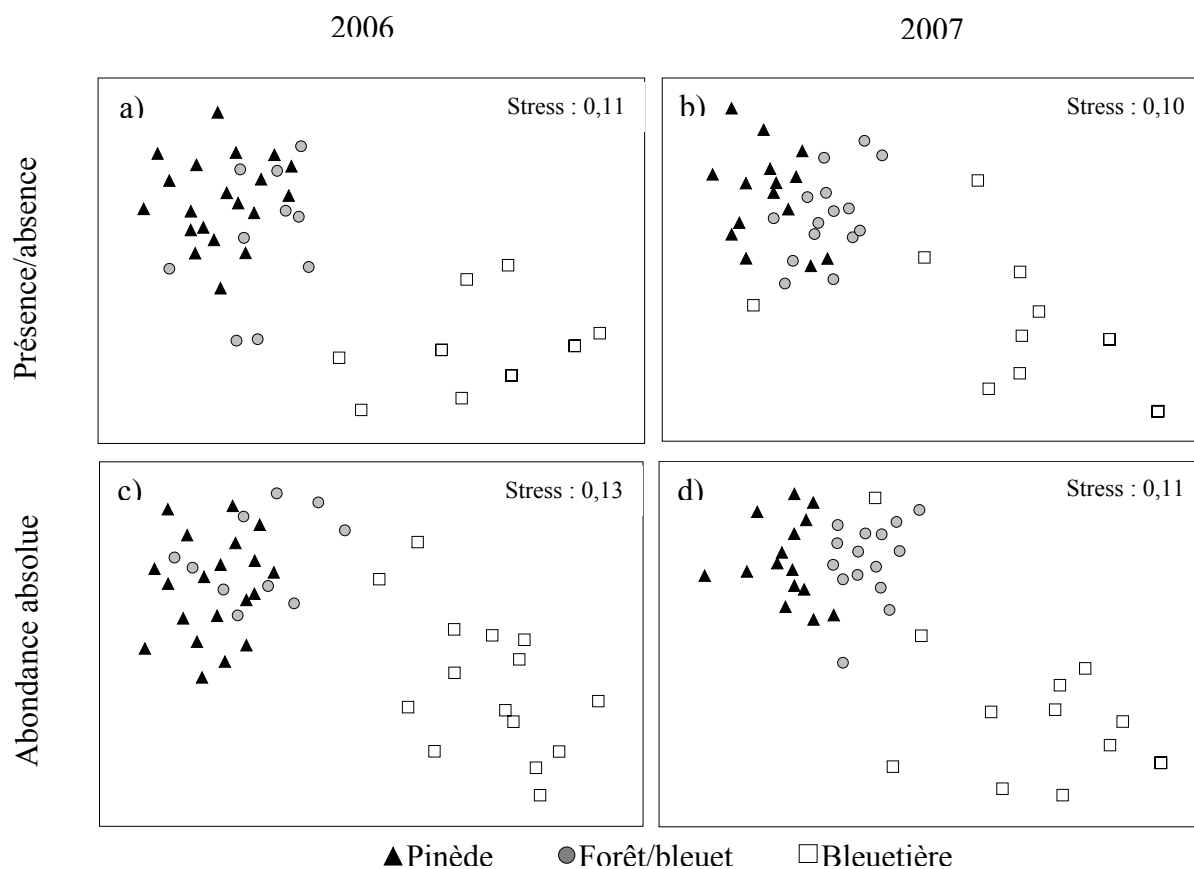 2006
2007
Présence/absence
a)
Stress : 0,11
b)
Stress : 0,10
Abondance absolue
c)
Stress : 0,13
d)
Stress : 0,11
Pinède
Forêt/bleuet
Bleuetière